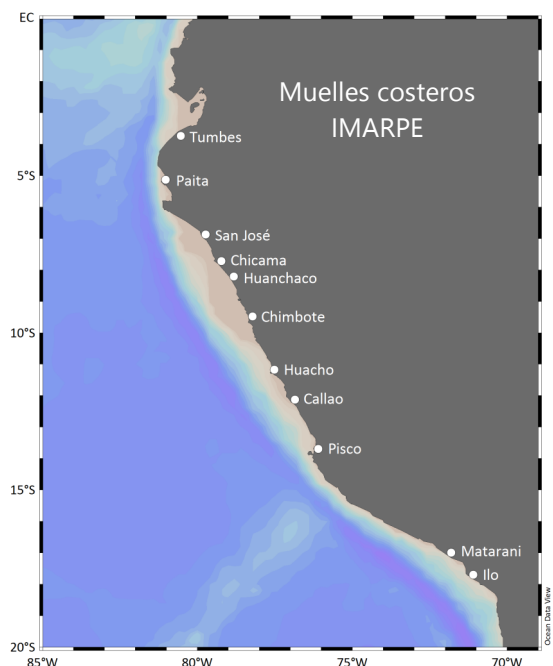 EC
Muelles costeros
IMARPE
Tumbes
5°S
Paita
San José
Chicama
Huanchaco
Chimbote
10°S
Huacho
Callao
Pisco
15°S
Matarani
Ilo
20°S
85°W
80°W
75°W
70°W
Ocean Data View